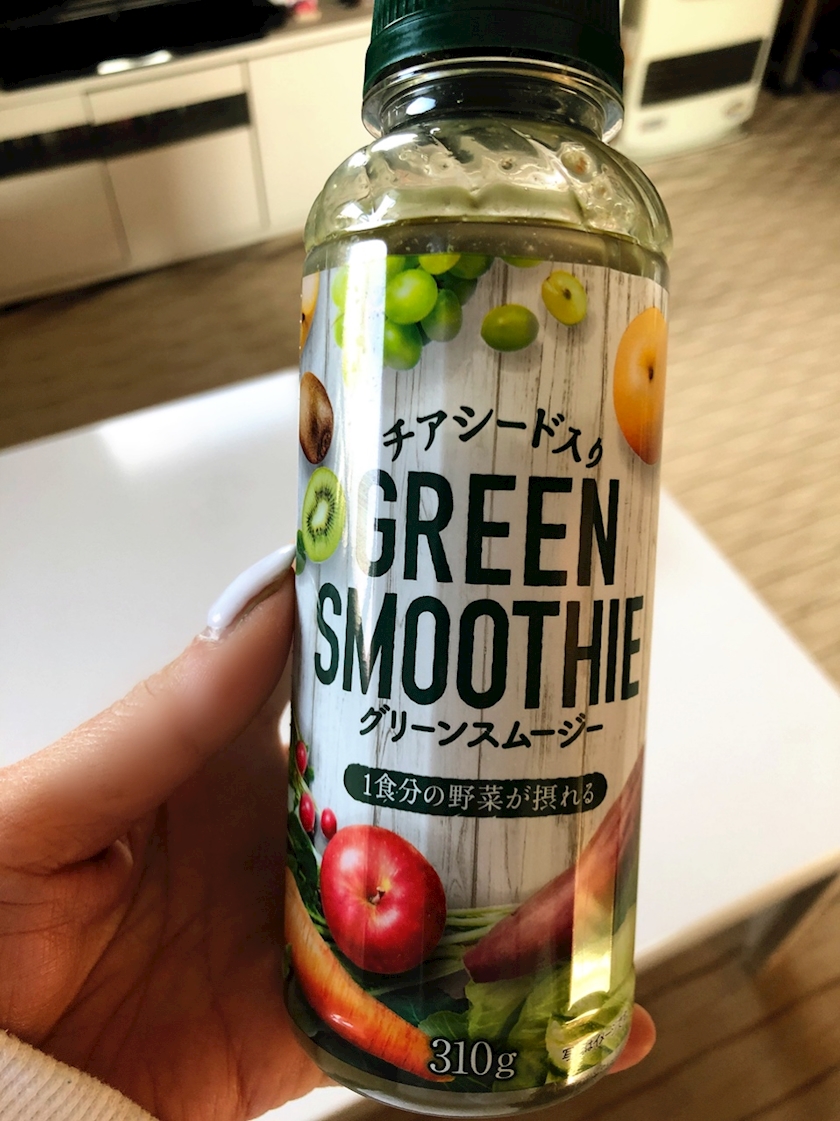 チアシード入り
GREEN
SMOOTHIE
グリーンスムージー
1食分の野菜が摂れる
310g